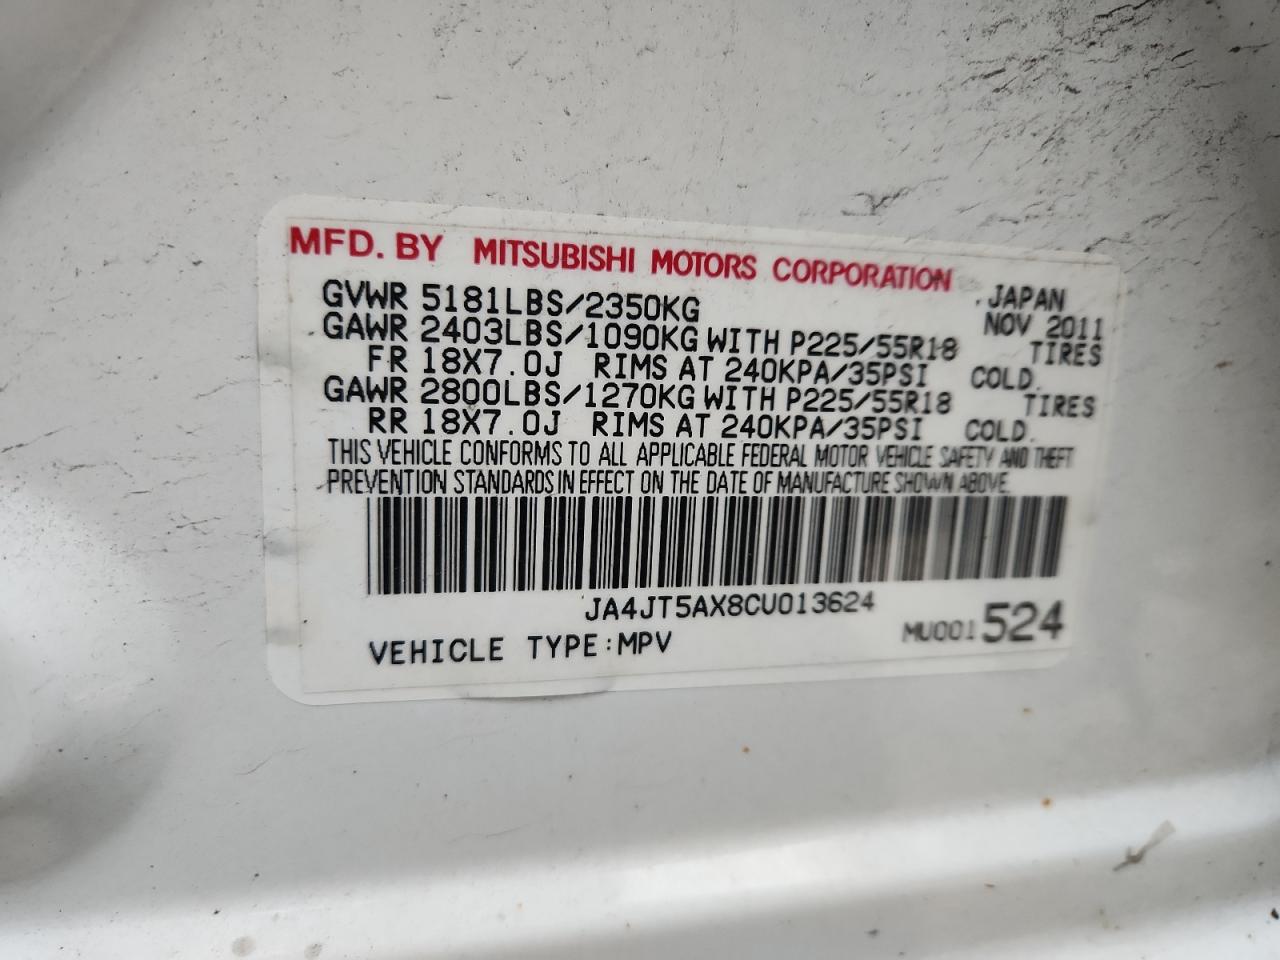 MFD. BY MITSUBISHI MOTORS CORPORATION
GVWR 5181LBS/2350KG JAPAN
NOV 2011
GAWR 2403LBS/1090KG WITH P225/55R18 TIRES
FR 18X7.0J RIMS AT 240KPA/35PSI COLD.
GAWR 2800LBS/1270KG WITH P225/55R18 TIRES
RR 18X7.0J RIMS AT 240KPA/35PSI COLD.
THIS VEHICLE CONFORMS TO ALL APPLICABLE FEDERAL MOTOR VEHICLE SAFETY AND THEFT
PREVENTION STANDARDS IN EFFECT ON THE DATE OF MANUFACTURE SHOWN ABOVE.
JA4JT5AX8CU013624
VEHICLE TYPE:MPV MU001524